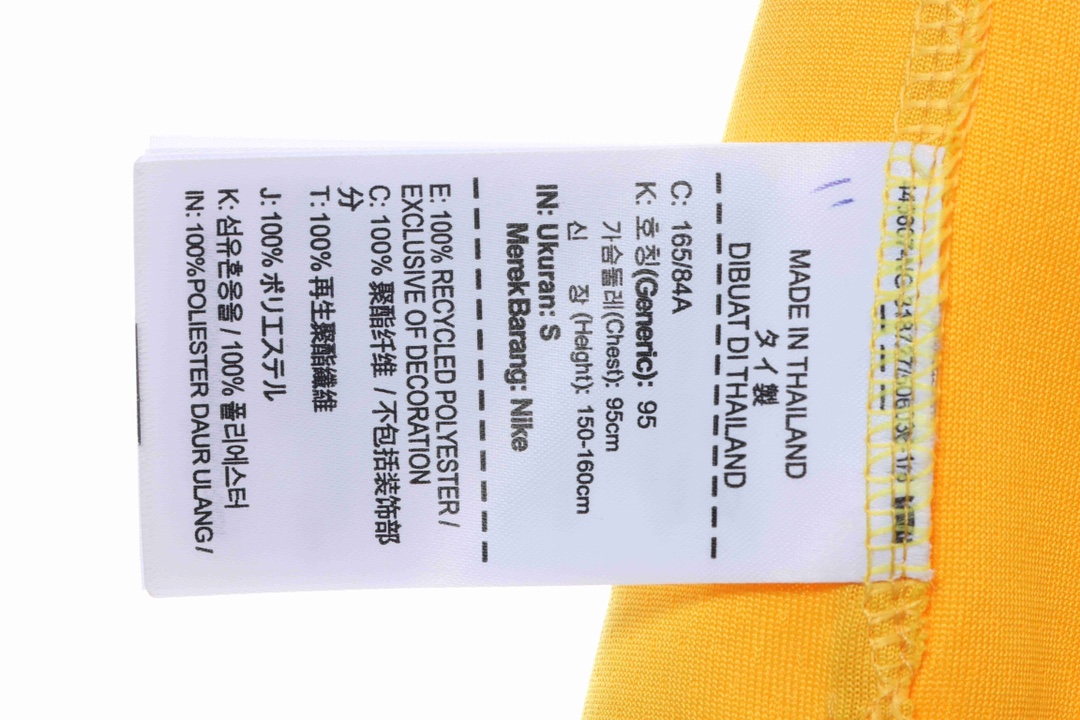 MADE IN THAILAND
タイ製
DIBUAT DI THAILAND
C: 165/84A
K: 호칭(Generic): 95
가슴둘레(Chest): 95cm
신 장 (Height): 150-160cm
IN: Ukuran: S
Merek Barang: Nike
E: 100% RECYCLED POLYESTER /
EXCLUSIVE OF DECORATION
C: 100% 聚酯纤维 / 不包括装饰部
分
T: 100% 再生聚酯纖維
J: 100% ポリエステル
K: 섬유혼용율 / 100% 폴리에스터
IN: 100%POLIESTER DAUR ULANG /